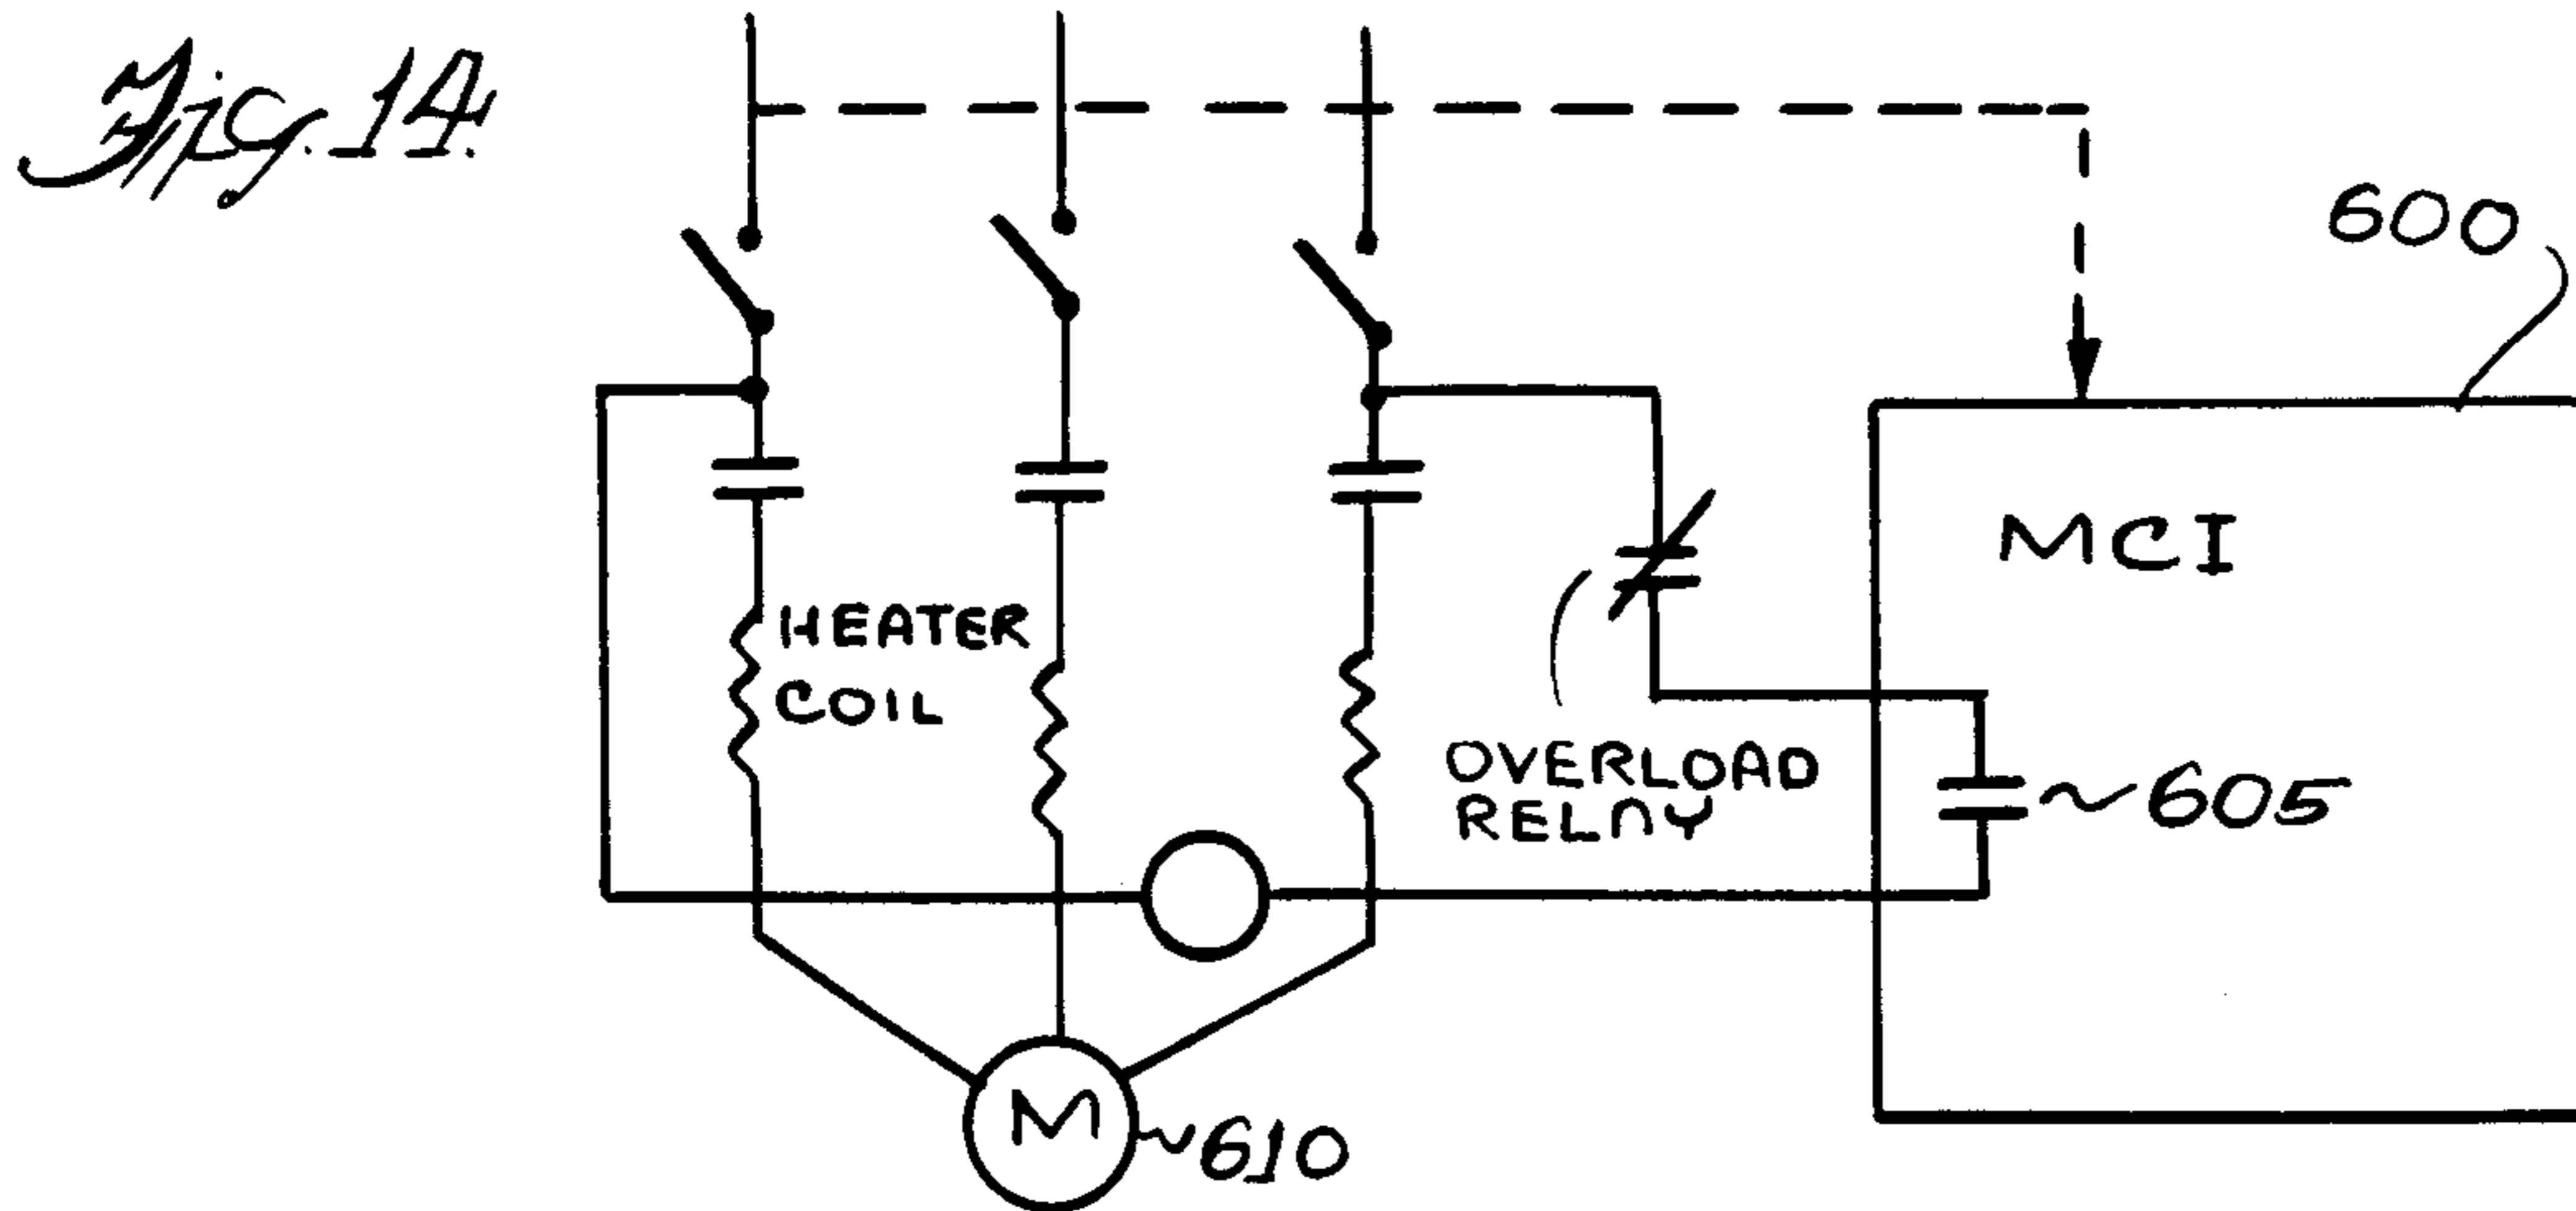 Fig. 14.
600
MCI
HEATER
COIL
OVERLOAD
RELAY
605
M
610